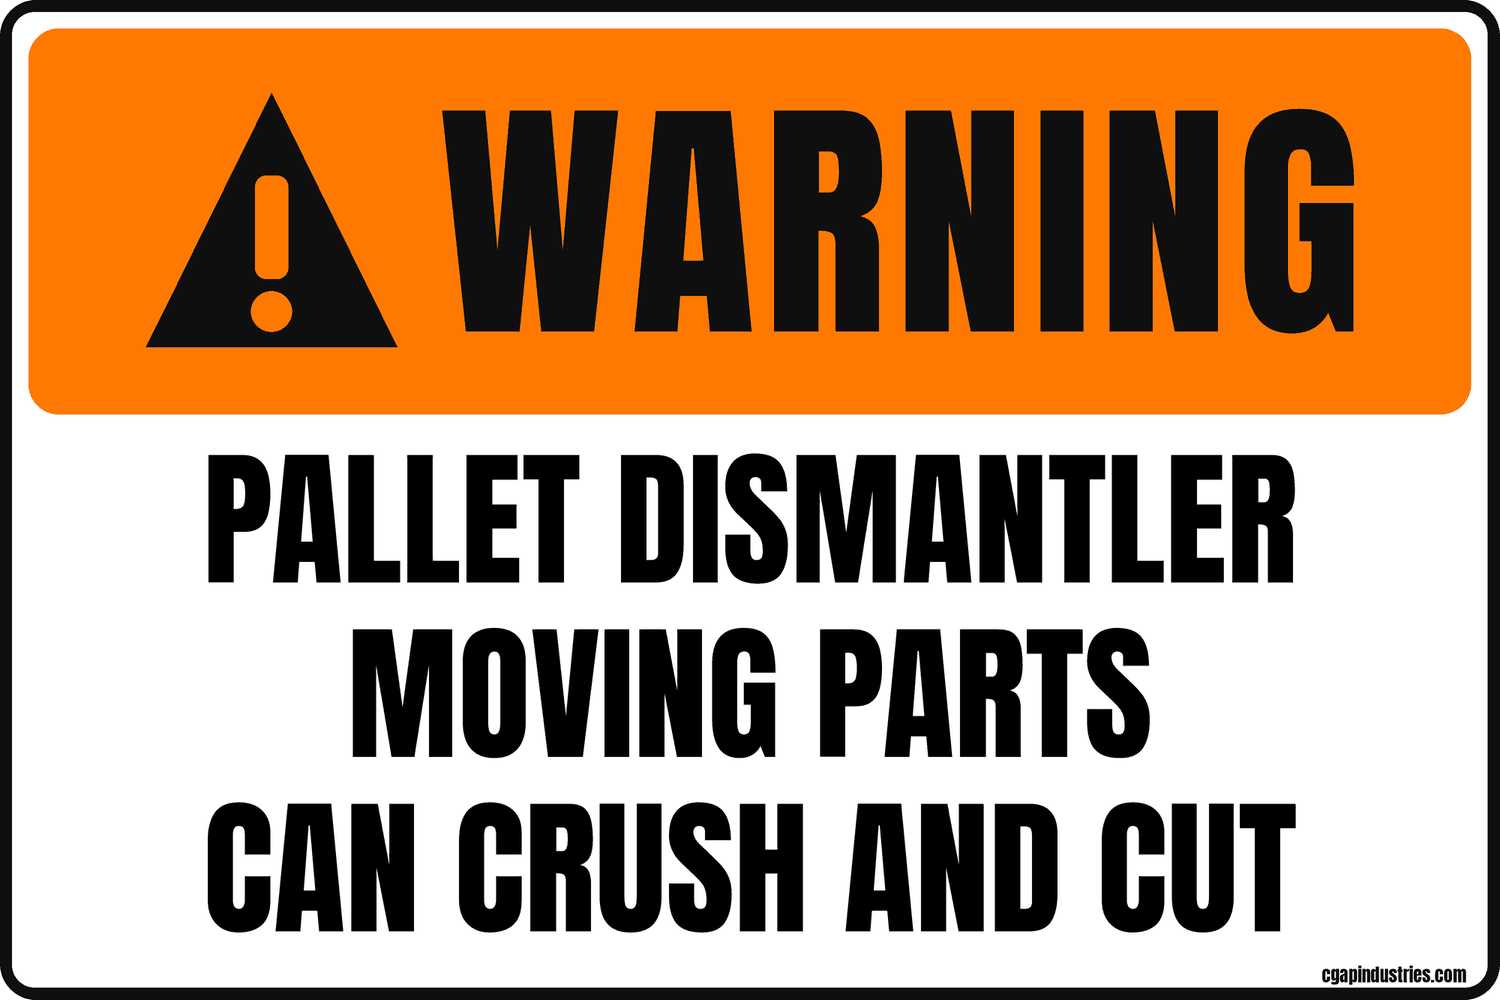 WARNING
PALLET DISMANTLER
MOVING PARTS
CAN CRUSH AND CUT
cgapindustries.com